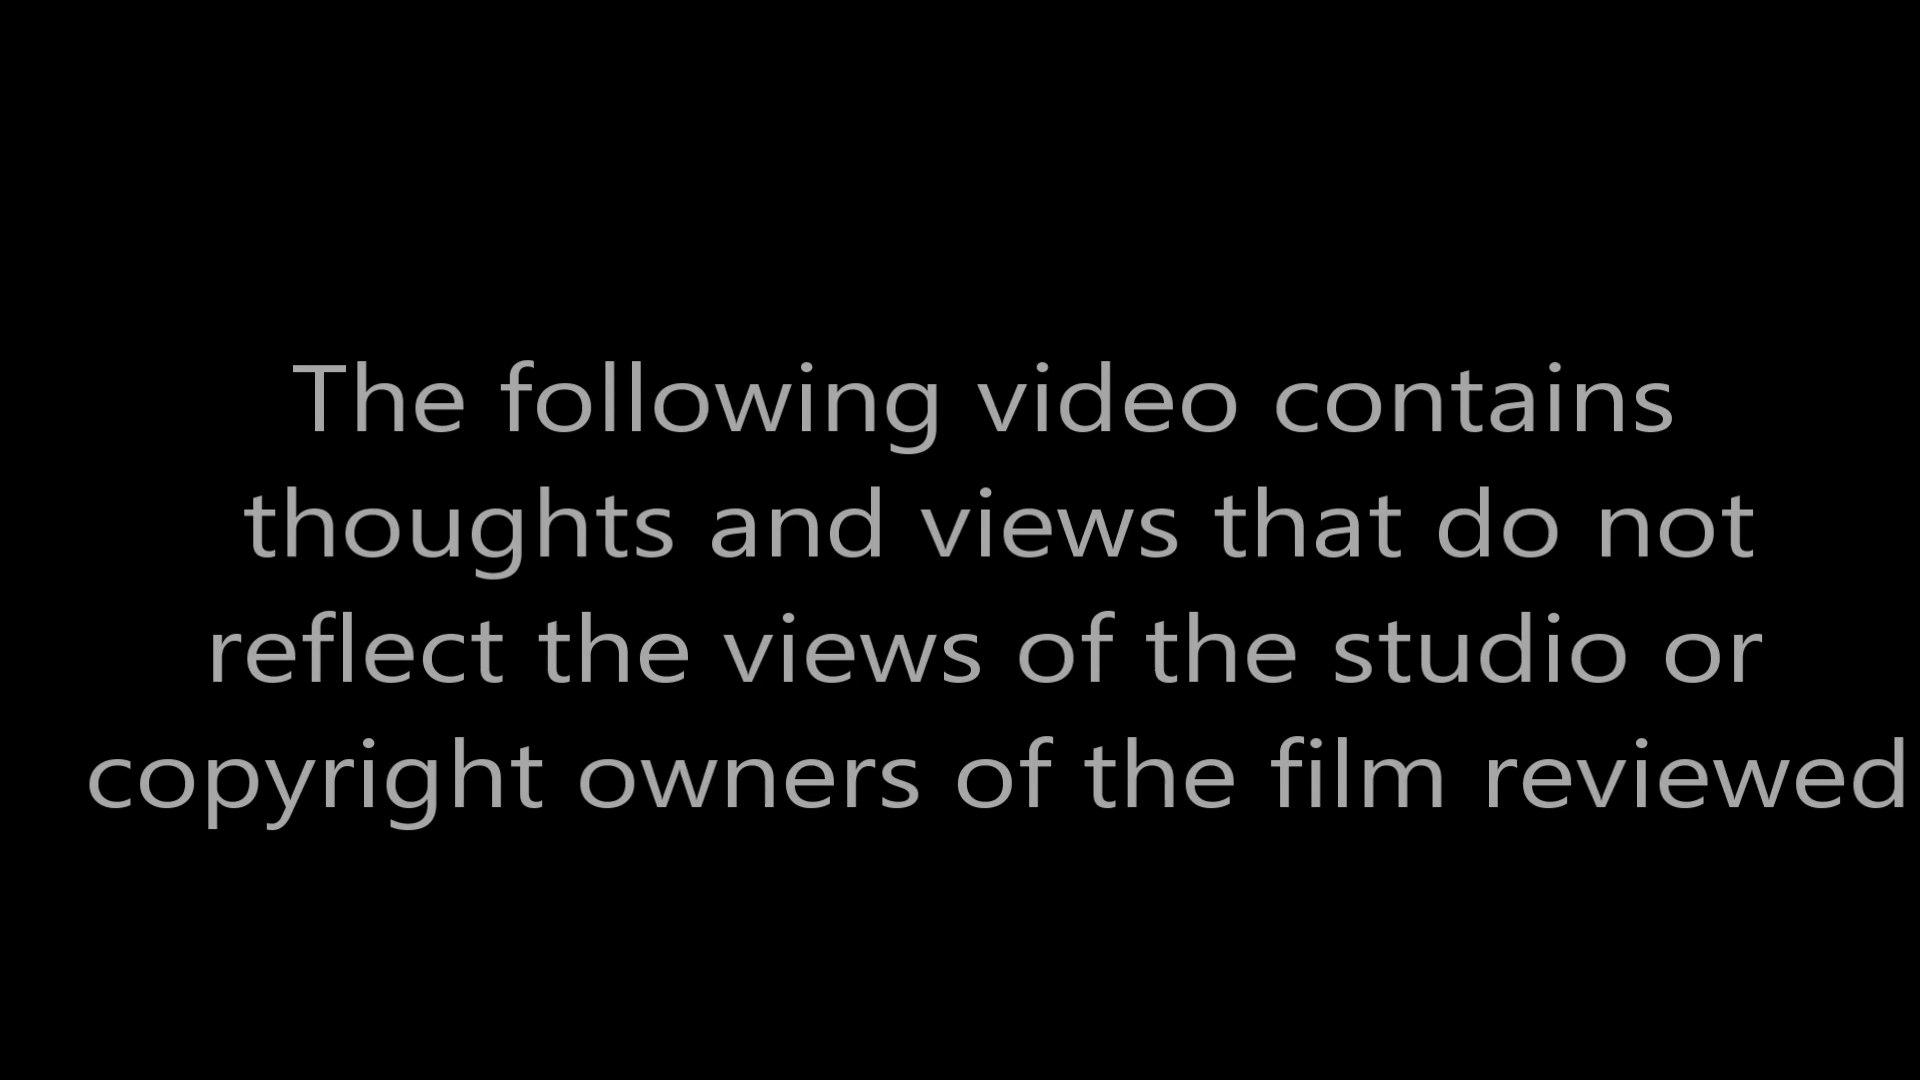 The following video contains
thoughts and views that do not
reflect the views of the studio or
copyright owners of the film reviewed